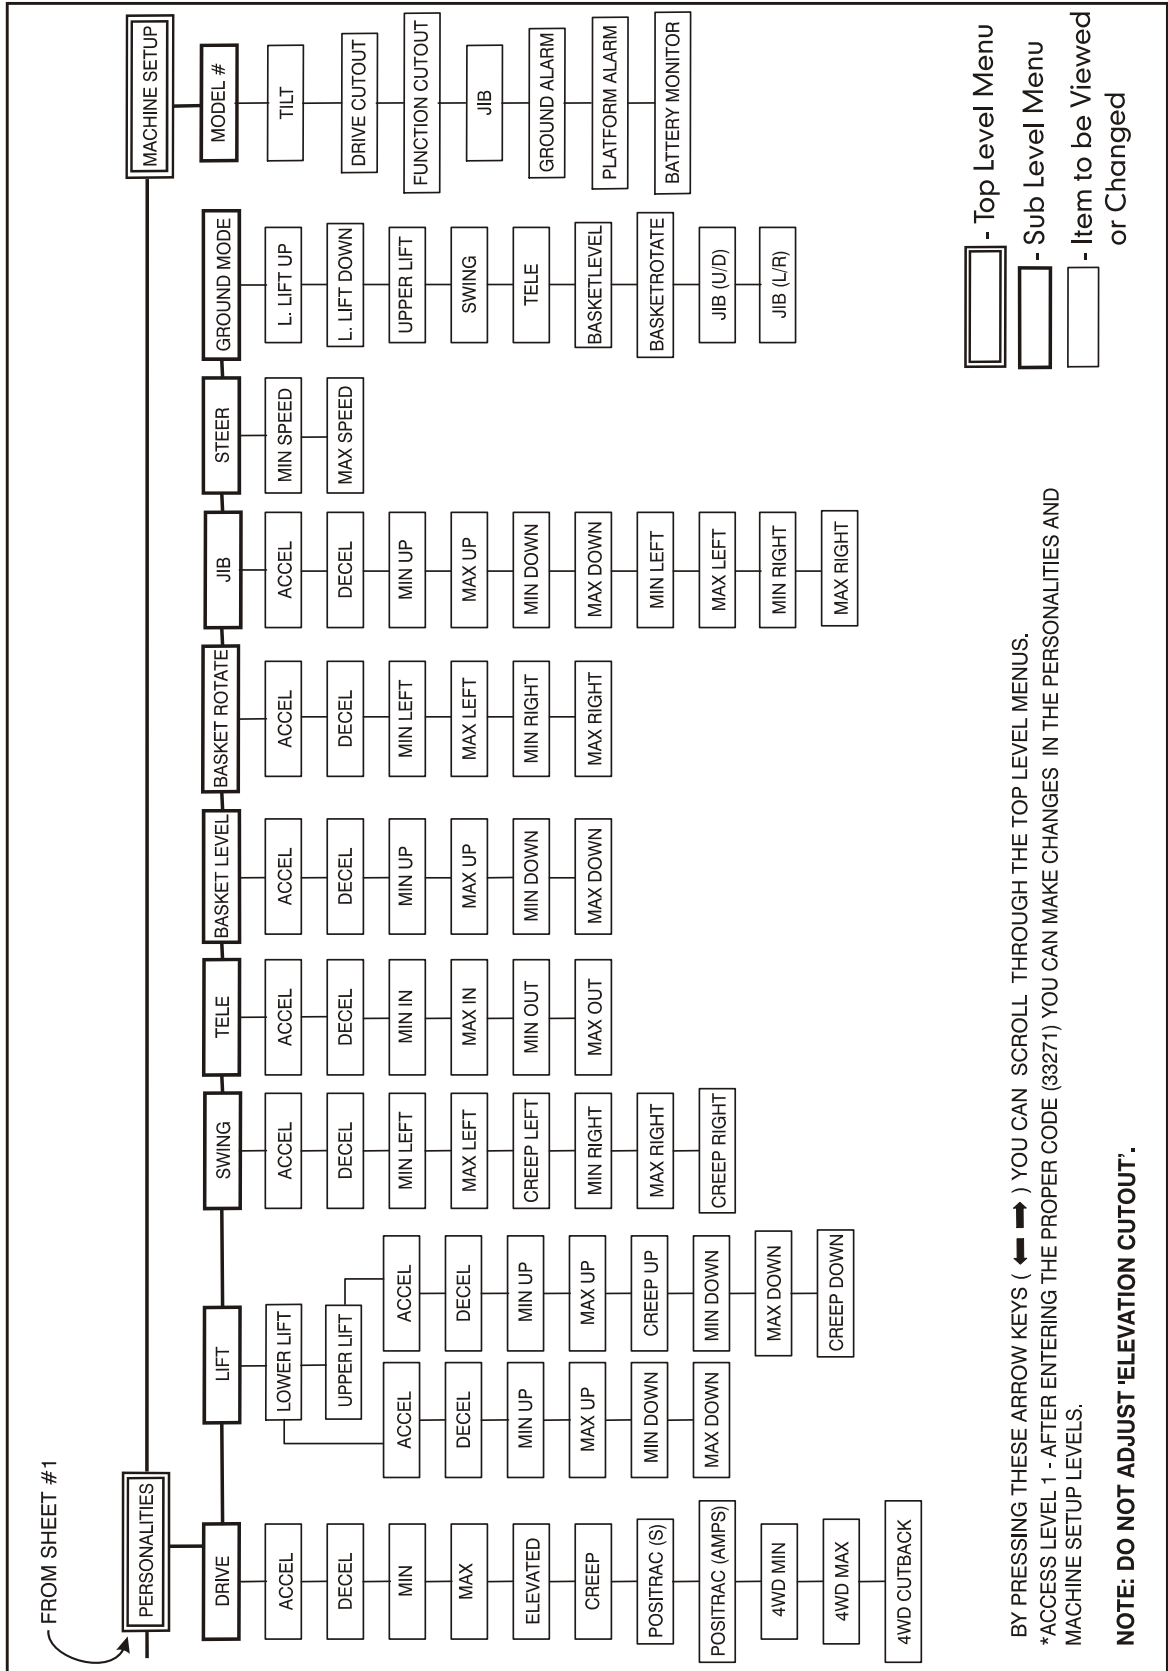 FROM SHEET #1
PERSONALITIES
MACHINE SETUP
DRIVE
ACCEL
DECEL
MIN
MAX
ELEVATED
CREEP
POSITRAC (S)
POSITRAC (AMPS)
4WD MIN
4WD MAX
4WD CUTBACK
LIFT
LOWER LIFT
UPPER LIFT
ACCEL
DECEL
MIN UP
MAX UP
MIN DOWN
MAX DOWN
ACCEL
DECEL
MIN UP
MAX UP
CREEP UP
MIN DOWN
MAX DOWN
CREEP DOWN
SWING
ACCEL
DECEL
MIN LEFT
MAX LEFT
CREEP LEFT
MIN RIGHT
MAX RIGHT
CREEP RIGHT
TELE
ACCEL
DECEL
MIN IN
MAX IN
MIN OUT
MAX OUT
BASKET LEVEL
ACCEL
DECEL
MIN UP
MAX UP
MIN DOWN
MAX DOWN
BASKET ROTATE
ACCEL
DECEL
MIN LEFT
MAX LEFT
MIN RIGHT
MAX RIGHT
JIB
ACCEL
DECEL
MIN UP
MAX UP
MIN DOWN
MAX DOWN
MIN LEFT
MAX LEFT
MIN RIGHT
MAX RIGHT
STEER
MIN SPEED
MAX SPEED
GROUND MODE
L. LIFT UP
L. LIFT DOWN
UPPER LIFT
SWING
TELE
BASKETLEVEL
BASKETROTATE
JIB (U/D)
JIB (L/R)
MODEL #
TILT
DRIVE CUTOUT
FUNCTION CUTOUT
JIB
GROUND ALARM
PLATFORM ALARM
BATTERY MONITOR
- Top Level Menu
- Sub Level Menu
- Item to be Viewed
or Changed
BY PRESSING THESE ARROW KEYS ( ⬅ ➡ ) YOU CAN SCROLL THROUGH THE TOP LEVEL MENUS.
*ACCESS LEVEL 1 - AFTER ENTERING THE PROPER CODE (33271) YOU CAN MAKE CHANGES IN THE PERSONALITIES AND
MACHINE SETUP LEVELS.
NOTE: DO NOT ADJUST 'ELEVATION CUTOUT'.